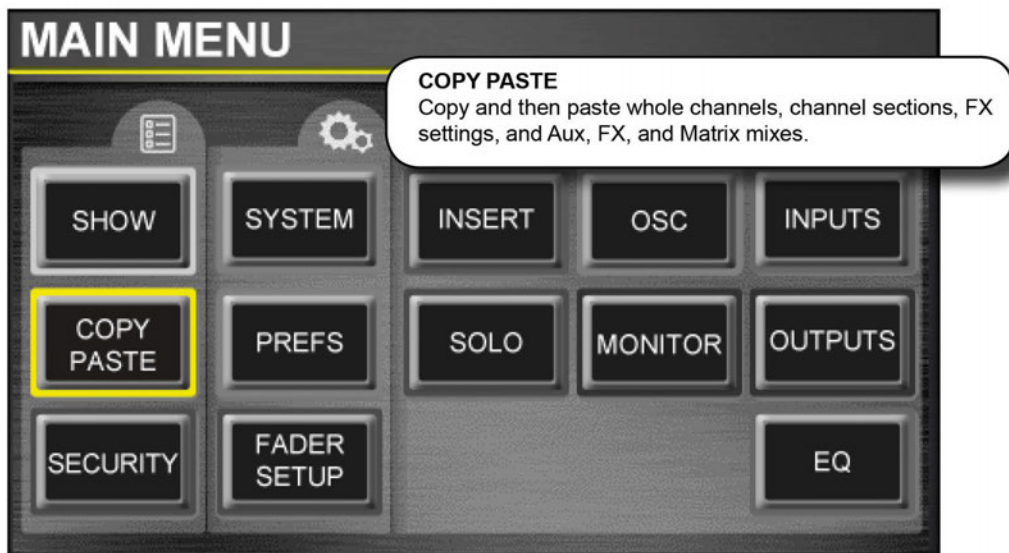 MAIN MENU
COPY PASTE
Copy and then paste whole channels, channel sections, FX
settings, and Aux, FX, and Matrix mixes.
SHOW
SYSTEM
INSERT
OSC
INPUTS
COPY
PASTE
PREFS
SOLO
MONITOR
OUTPUTS
SECURITY
FADER
SETUP
EQ